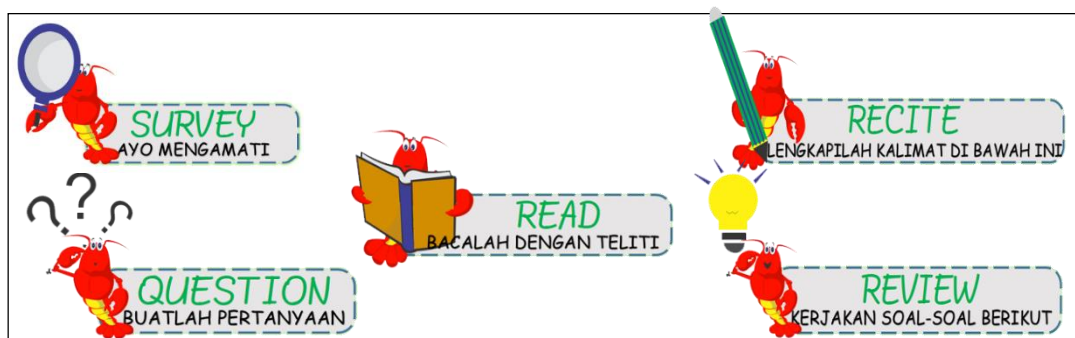 SURVEY
AYO MENGAMATI
? ? ?
QUESTION
BUATLAH PERTANYAAN
READ
BACALAH DENGAN TELITI
RECITE
LENGKAPILAH KALIMAT DI BAWAH INI
REVIEW
KERJAKAN SOAL-SOAL BERIKUT